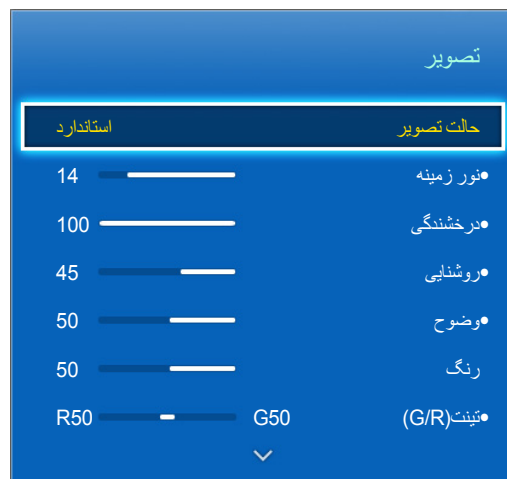 تصویر
حالت تصویر استاندارد
•نور زمینه 14
•درخشندگی 100
•روشنایی 45
•وضوح 50
رنگ 50
•تینت(G/R) G50 R50